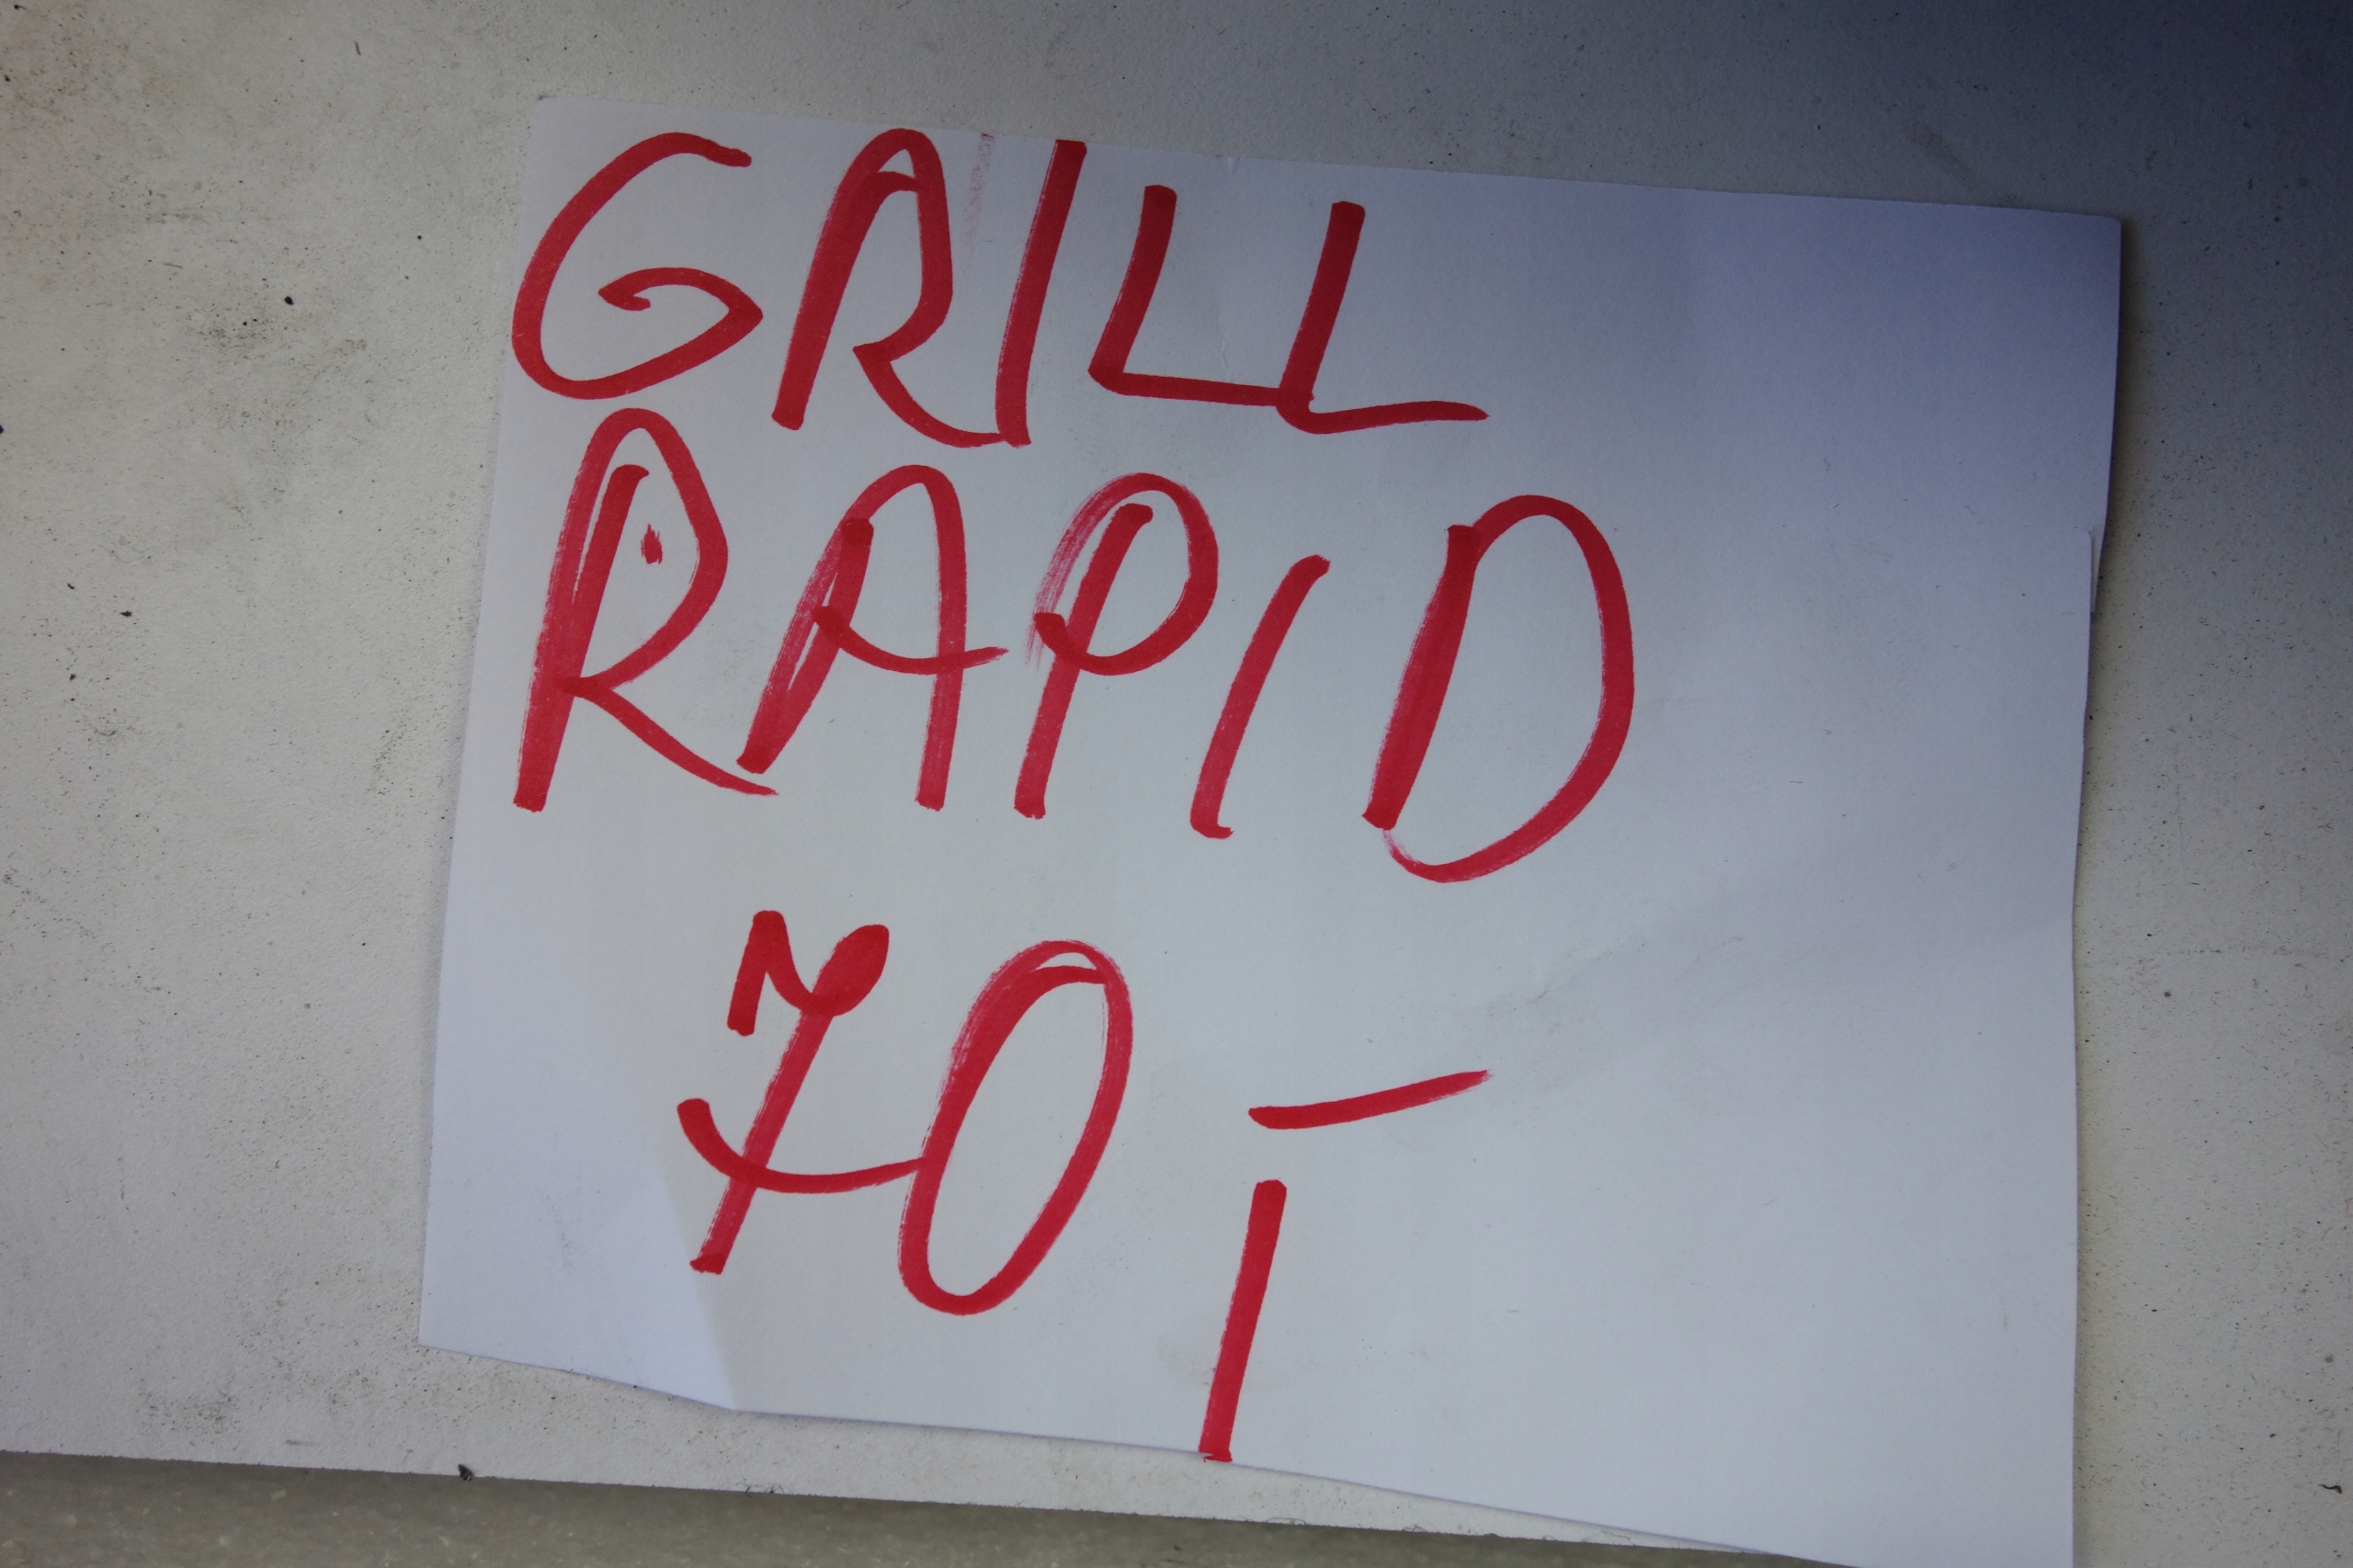 GRILL
RAPID
70,-